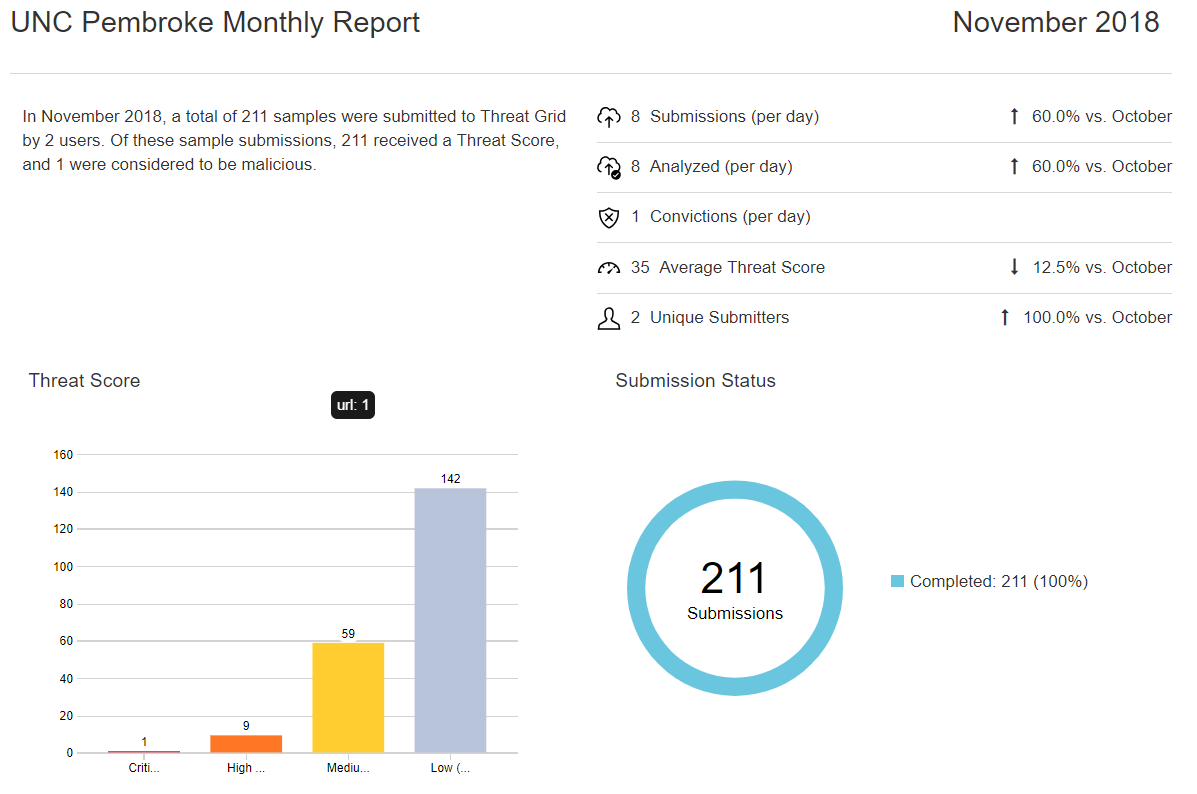 UNC Pembroke Monthly Report
November 2018
In November 2018, a total of 211 samples were submitted to Threat Grid
by 2 users. Of these sample submissions, 211 received a Threat Score,
and 1 were considered to be malicious.
8 Submissions (per day) ↑ 60.0% vs. October
8 Analyzed (per day) ↑ 60.0% vs. October
1 Convictions (per day)
35 Average Threat Score ↓ 12.5% vs. October
2 Unique Submitters ↑ 100.0% vs. October
Threat Score
url: 1
160
140
120
100
80
60
40
20
0
1
9
59
142
Criti...
High ...
Mediu...
Low (...
Submission Status
211
Submissions
Completed: 211 (100%)